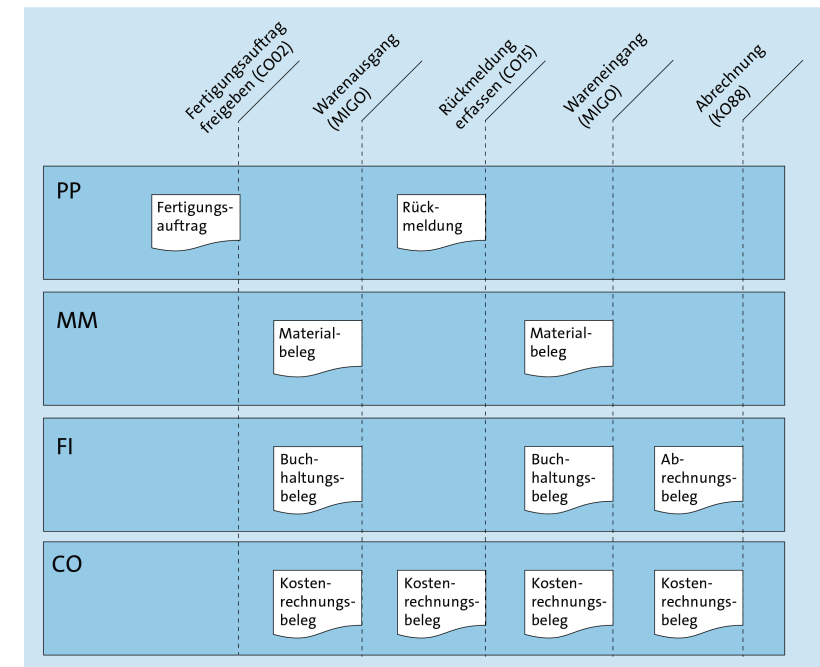 Fertigungsauftrag
freigeben (CO02)
Warenausgang
(MIGO)
Rückmeldung
erfassen (CO15)
Wareneingang
(MIGO)
Abrechnung
(KO88)
PP
Fertigungs-
auftrag
Rück-
meldung
MM
Material-
beleg
Material-
beleg
FI
Buch-
haltungs-
beleg
Buch-
haltungs-
beleg
Ab-
rechnungs-
beleg
CO
Kosten-
rechnungs-
beleg
Kosten-
rechnungs-
beleg
Kosten-
rechnungs-
beleg
Kosten-
rechnungs-
beleg